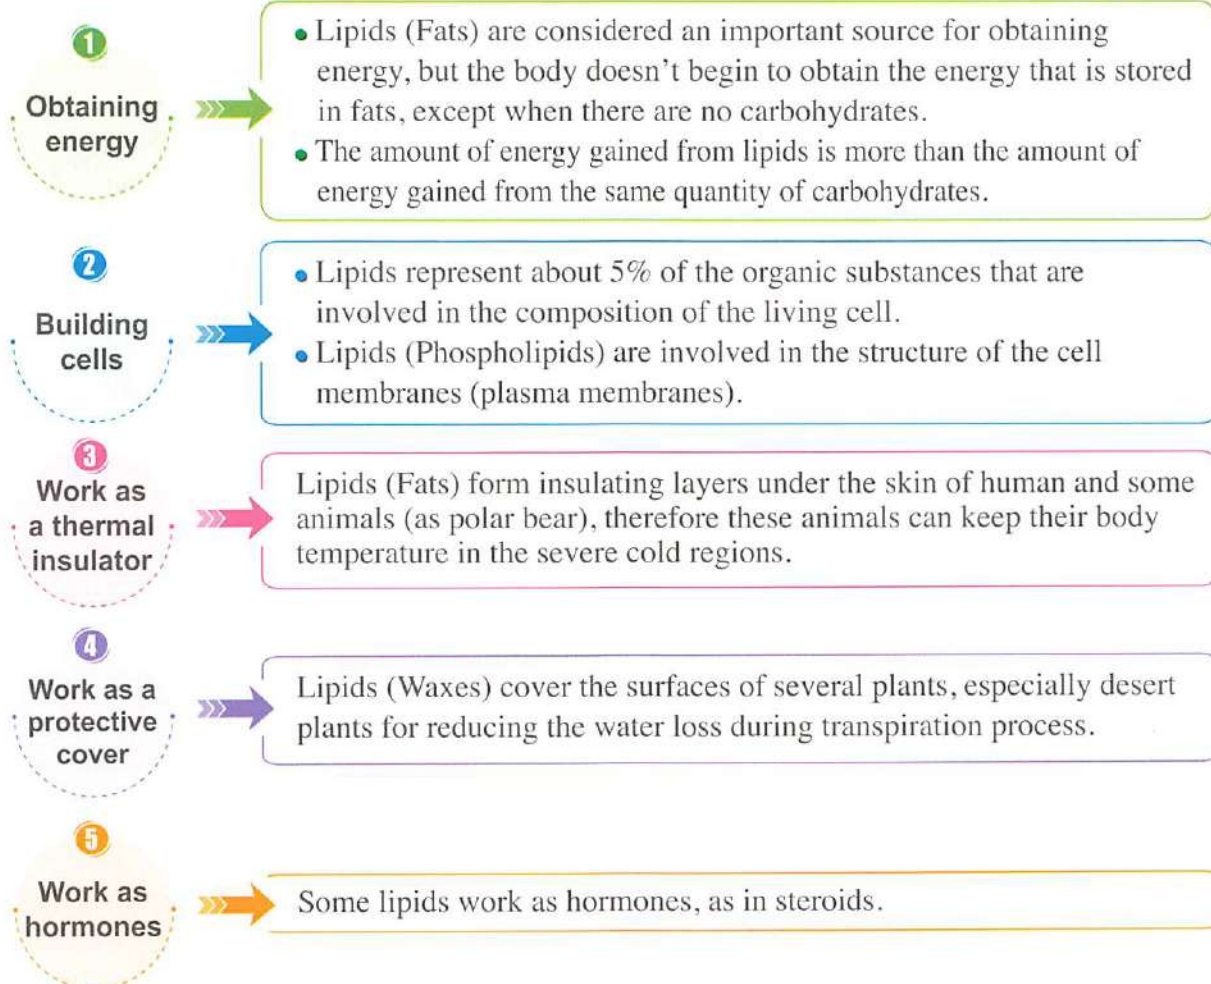 1
Obtaining
energy
• Lipids (Fats) are considered an important source for obtaining
energy, but the body doesn't begin to obtain the energy that is stored
in fats, except when there are no carbohydrates.
• The amount of energy gained from lipids is more than the amount of
energy gained from the same quantity of carbohydrates.
2
Building
cells
• Lipids represent about 5% of the organic substances that are
involved in the composition of the living cell.
• Lipids (Phospholipids) are involved in the structure of the cell
membranes (plasma membranes).
3
Work as
a thermal
insulator
Lipids (Fats) form insulating layers under the skin of human and some
animals (as polar bear), therefore these animals can keep their body
temperature in the severe cold regions.
4
Work as a
protective
cover
Lipids (Waxes) cover the surfaces of several plants, especially desert
plants for reducing the water loss during transpiration process.
5
Work as
hormones
Some lipids work as hormones, as in steroids.